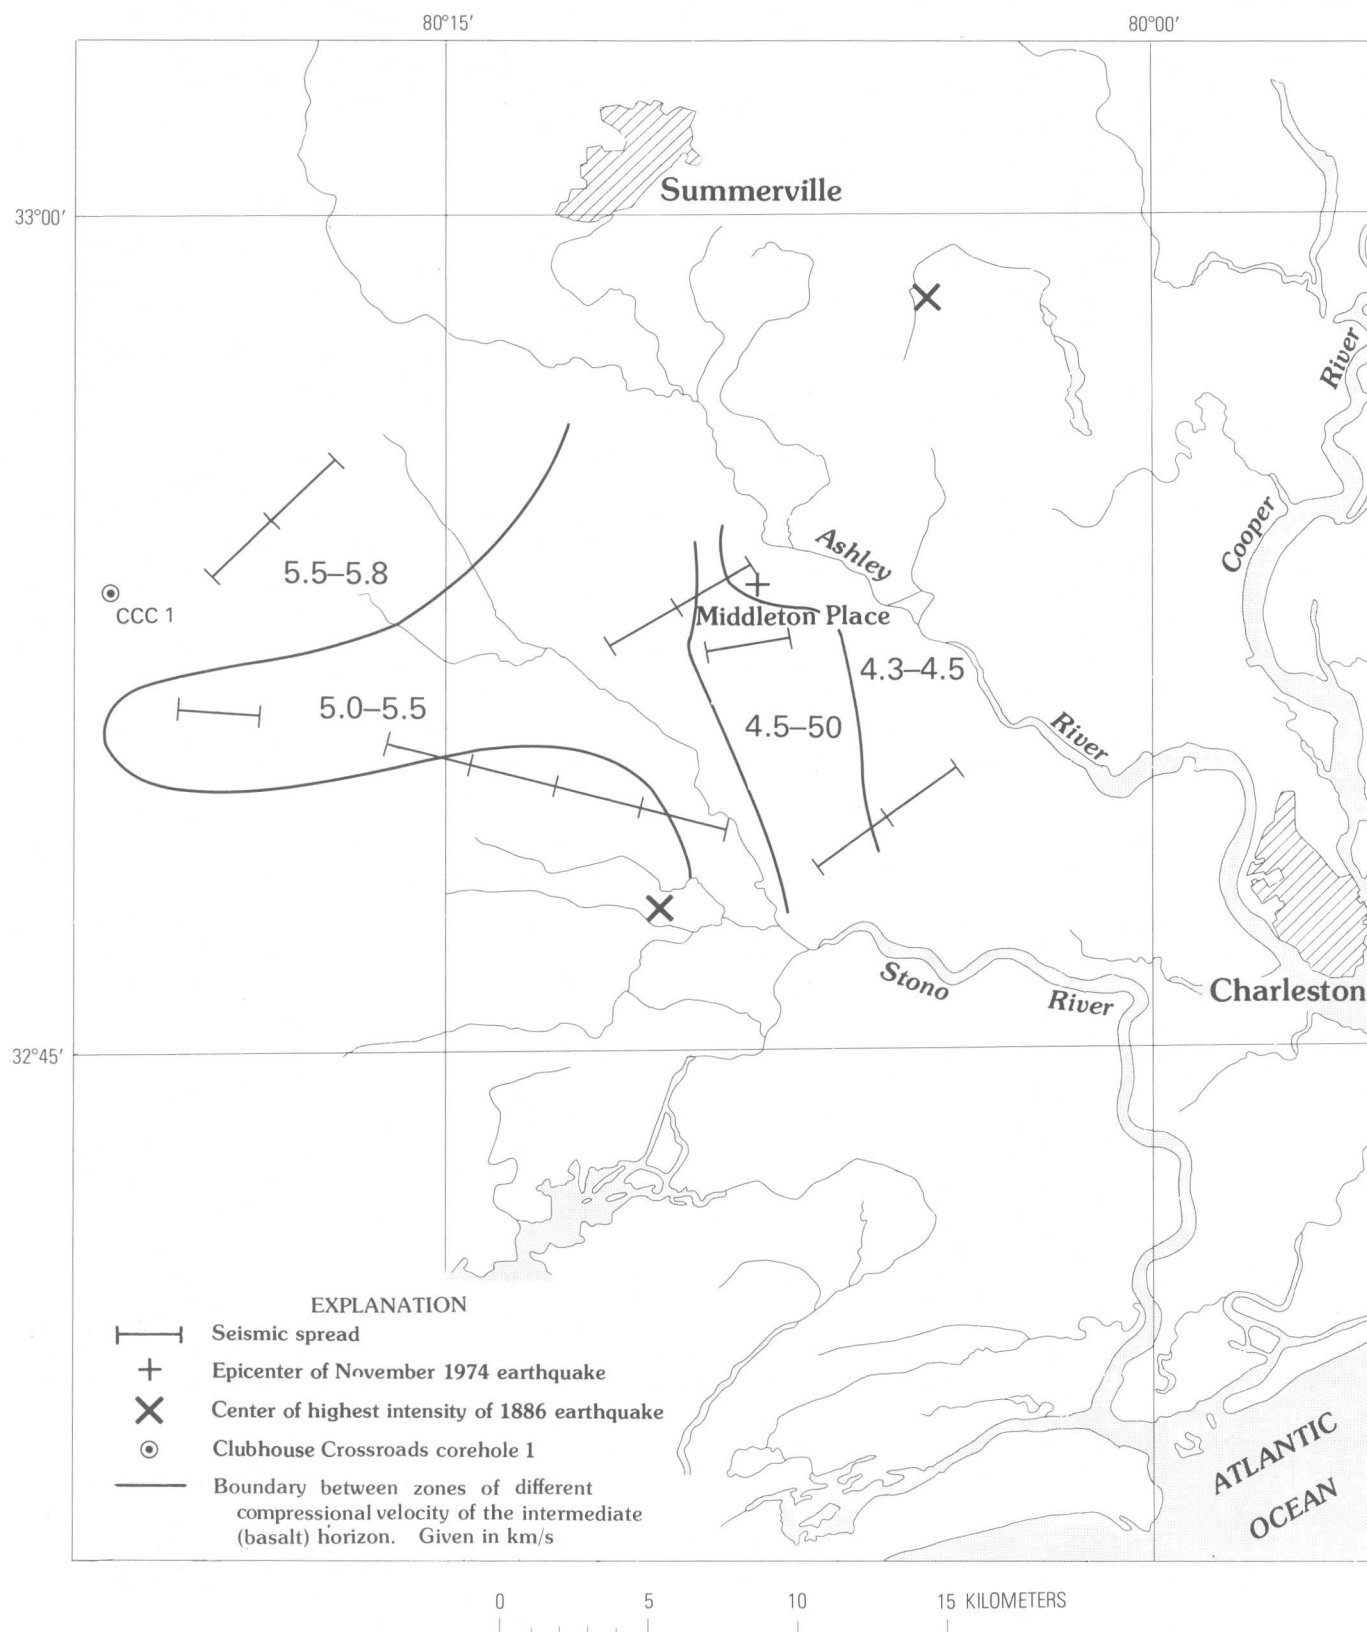 80°15′ 80°00′
Summerville
33°00′
River
Cooper
Ashley
5.5–5.8
CCC 1
Middleton Place
4.3–4.5
5.0–5.5
4.5–50
River
Stono
River
Charleston
32°45′
EXPLANATION
Seismic spread
Epicenter of November 1974 earthquake
Center of highest intensity of 1886 earthquake
Clubhouse Crossroads corehole 1
Boundary between zones of different
compressional velocity of the intermediate
(basalt) horizon. Given in km/s
ATLANTIC
OCEAN
0 5 10 15 KILOMETERS